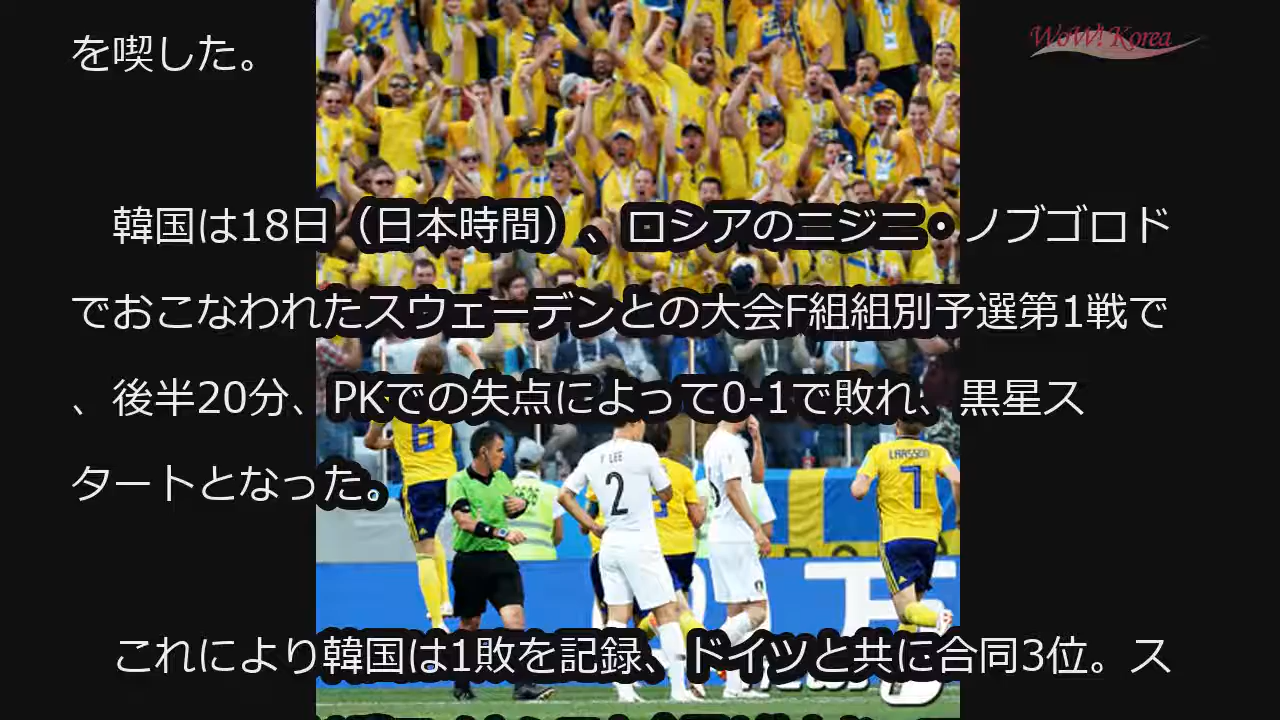 を喫した。
WoW! Korea
韓国は18日（日本時間）、ロシアのニジニ・ノブゴロド
でおこなわれたスウェーデンとの大会F組組別予選第1戦で
、後半20分、PKでの失点によって0-1で敗れ、黒星ス
タートとなった。
6
Y LEE
2
LARSSON
7
これにより韓国は1敗を記録、ドイツと共に合同3位。ス